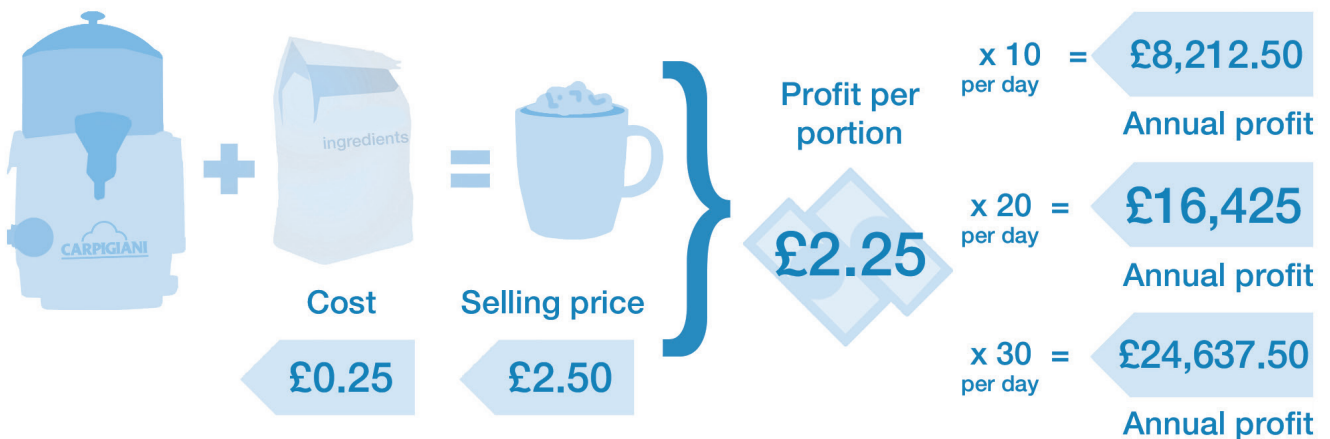 CARPIGIANI
ingredients
Cost
£0.25
Selling price
£2.50
Profit per
portion
£2.25
x 10 =
per day
£8,212.50
Annual profit
x 20 =
per day
£16,425
Annual profit
x 30 =
per day
£24,637.50
Annual profit